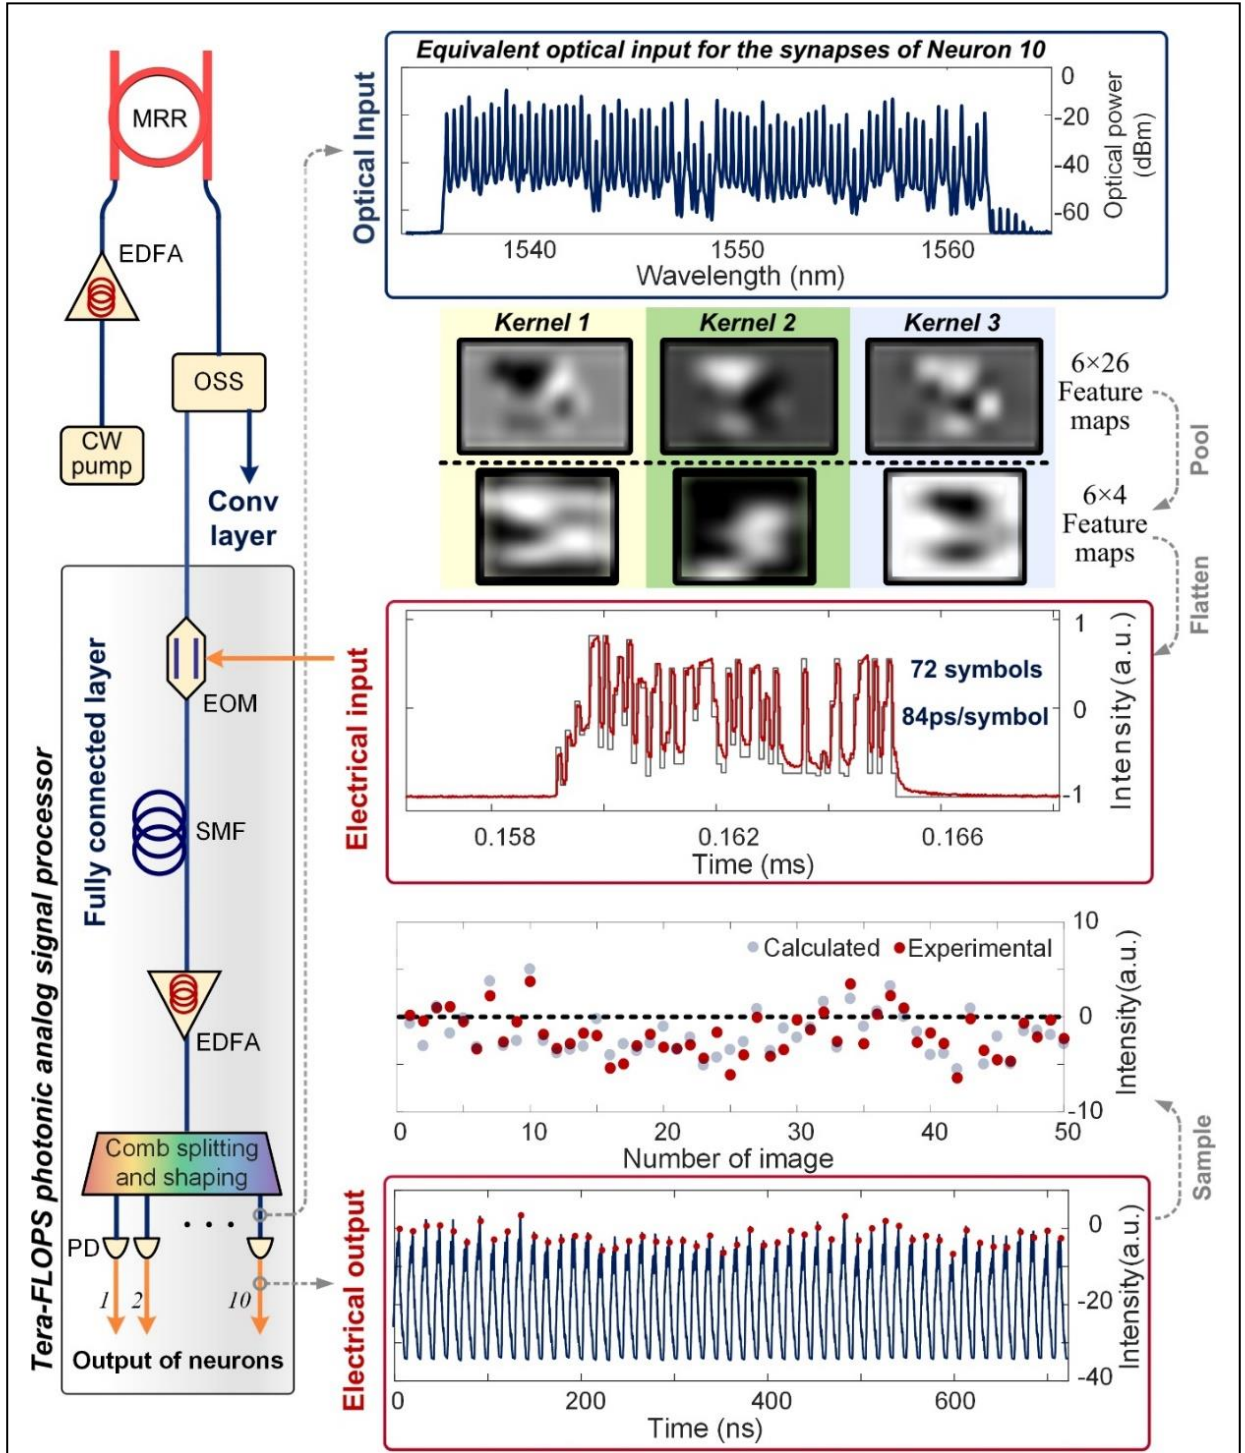 MRR
EDFA
CW
pump
OSS
Conv
layer
Tera-FLOPS photonic analog signal processor
Fully connected layer
EOM
SMF
EDFA
Comb splitting
and shaping
. . .
PD
1 2 10
Output of neurons
Optical Input
Equivalent optical input for the synapses of Neuron 10
0
-20
-40
-60
Optical power
(dBm)
1540 1550 1560
Wavelength (nm)
Kernel 1 Kernel 2 Kernel 3
6×26
Feature
maps
Pool
6×4
Feature
maps
Flatten
Electrical input
72 symbols
84ps/symbol
1
0
-1
Intensity(a.u.)
0.158 0.162 0.166
Time (ms)
Calculated Experimental
10
0
-10
Intensity(a.u.)
0 10 20 30 40 50
Number of image
Sample
Electrical output
0
-20
-40
Intensity(a.u.)
0 200 400 600
Time (ns)